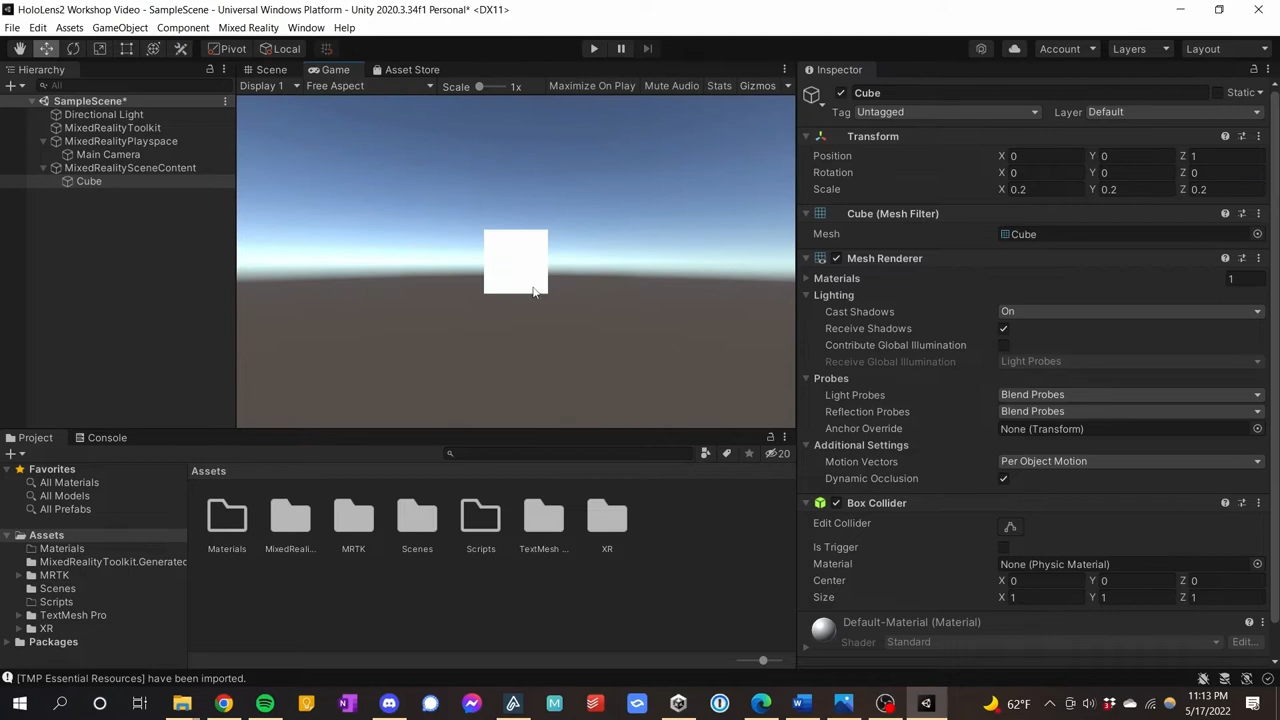 HoloLens2 Workshop Video - SampleScene - Universal Windows Platform - Unity 2020.3.34f1 Personal* <DX11>
File Edit Assets GameObject Component Mixed Reality Window Help
Pivot Local Account Layers Layout
Hierarchy
All
SampleScene*
Directional Light
MixedRealityToolkit
MixedRealityPlayspace
Main Camera
MixedRealitySceneContent
Cube
Scene Game Asset Store
Display 1 Free Aspect Scale 1x Maximize On Play Mute Audio Stats Gizmos
Inspector
Cube Static
Tag Untagged Layer Default
Transform
Position X 0 Y 0 Z 1
Rotation X 0 Y 0 Z 0
Scale X 0.2 Y 0.2 Z 0.2
Cube (Mesh Filter)
Mesh Cube
Mesh Renderer
Materials 1
Lighting
Cast Shadows On
Receive Shadows
Contribute Global Illumination
Receive Global Illumination Light Probes
Probes
Light Probes Blend Probes
Reflection Probes Blend Probes
Anchor Override None (Transform)
Additional Settings
Motion Vectors Per Object Motion
Dynamic Occlusion
Box Collider
Edit Collider
Is Trigger
Material None (Physic Material)
Center X 0 Y 0 Z 0
Size X 1 Y 1 Z 1
Default-Material (Material)
Shader Standard Edit...
Project Console
20
Favorites
All Materials
All Models
All Prefabs
Assets
Materials
MixedRealityToolkit.Generated
MRTK
Scenes
Scripts
TextMesh Pro
XR
Packages
Assets
Materials MixedReali... MRTK Scenes Scripts TextMesh ... XR
[TMP Essential Resources] have been imported.
62°F
11:13 PM
5/17/2022